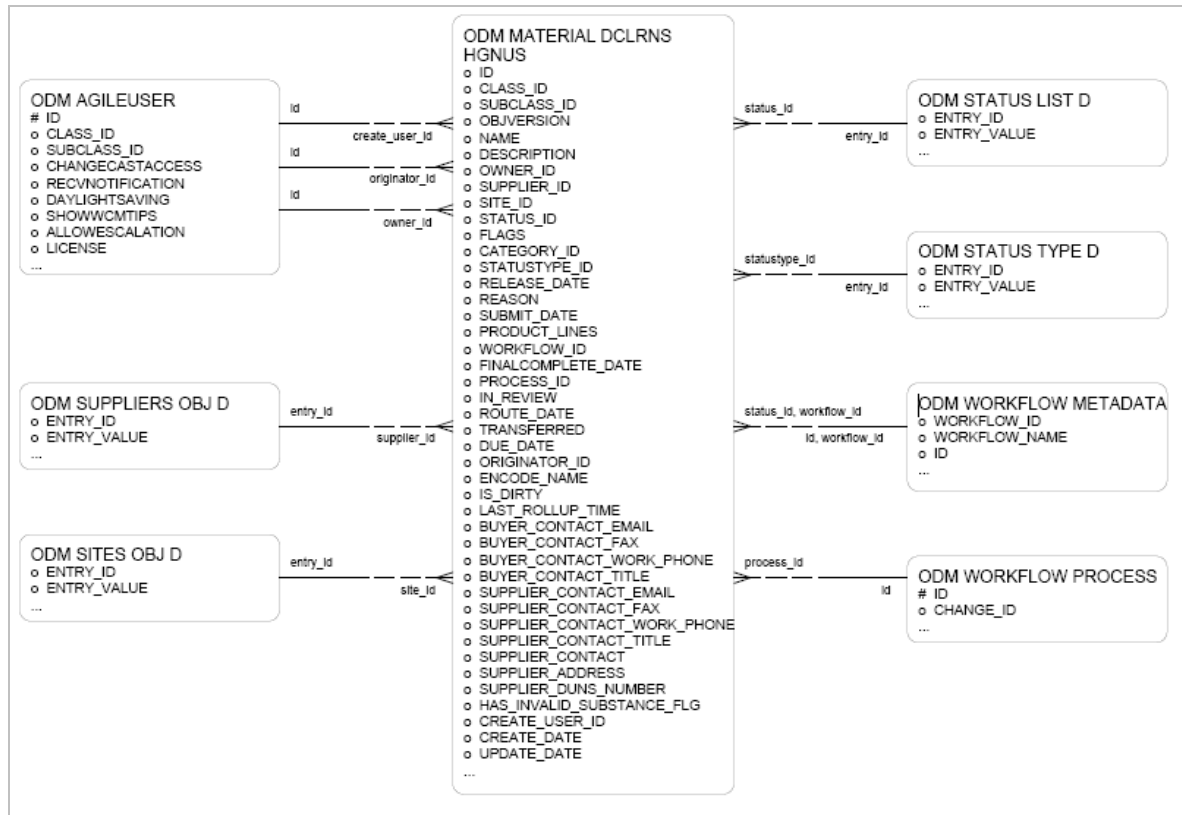 ODM AGILEUSER
# ID
o CLASS_ID
o SUBCLASS_ID
o CHANGECASTACCESS
o RECVNOTIFICATION
o DAYLIGHTSAVING
o SHOWWCMTIPS
o ALLOWESCALATION
o LICENSE
...
id
create_user_id
id
originator_id
id
owner_id
ODM SUPPLIERS OBJ D
o ENTRY_ID
o ENTRY_VALUE
...
entry_id
supplier_id
ODM SITES OBJ D
o ENTRY_ID
o ENTRY_VALUE
...
entry_id
site_id
ODM MATERIAL DCLRNS
HGNUS
o ID
o CLASS_ID
o SUBCLASS_ID
o OBJVERSION
o NAME
o DESCRIPTION
o OWNER_ID
o SUPPLIER_ID
o SITE_ID
o STATUS_ID
o FLAGS
o CATEGORY_ID
o STATUSTYPE_ID
o RELEASE_DATE
o REASON
o SUBMIT_DATE
o PRODUCT_LINES
o WORKFLOW_ID
o FINALCOMPLETE_DATE
o PROCESS_ID
o IN_REVIEW
o ROUTE_DATE
o TRANSFERRED
o DUE_DATE
o ORIGINATOR_ID
o ENCODE_NAME
o IS_DIRTY
o LAST_ROLLUP_TIME
o BUYER_CONTACT_EMAIL
o BUYER_CONTACT_FAX
o BUYER_CONTACT_WORK_PHONE
o BUYER_CONTACT_TITLE
o SUPPLIER_CONTACT_EMAIL
o SUPPLIER_CONTACT_FAX
o SUPPLIER_CONTACT_WORK_PHONE
o SUPPLIER_CONTACT_TITLE
o SUPPLIER_CONTACT
o SUPPLIER_ADDRESS
o SUPPLIER_DUNS_NUMBER
o HAS_INVALID_SUBSTANCE_FLG
o CREATE_USER_ID
o CREATE_DATE
o UPDATE_DATE
...
status_id
entry_id
ODM STATUS LIST D
o ENTRY_ID
o ENTRY_VALUE
...
statustype_id
entry_id
ODM STATUS TYPE D
o ENTRY_ID
o ENTRY_VALUE
...
status_id, workflow_id
id, workflow_id
ODM WORKFLOW METADATA
o WORKFLOW_ID
o WORKFLOW_NAME
o ID
...
process_id
id
ODM WORKFLOW PROCESS
# ID
o CHANGE_ID
...